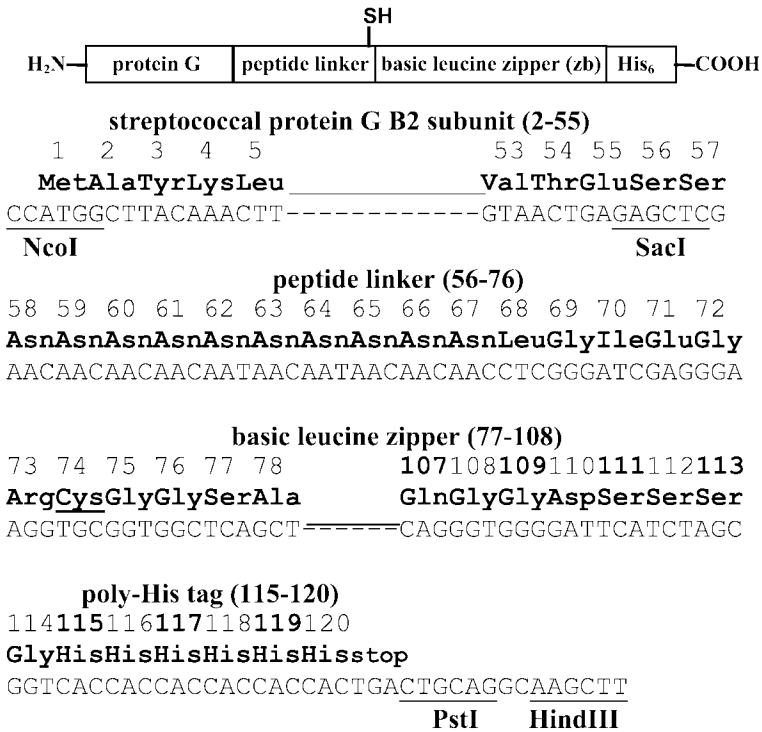 SH
H₂N protein G peptide linker basic leucine zipper (zb) His₆ COOH
streptococcal protein G B2 subunit (2-55)
1 2 3 4 5 53 54 55 56 57
MetAlaTyrLysLeu ValThrGluSerSer
CCATGGCTTACAAACTT------------GTAACTGAGAGCTCG
NcoI SacI
peptide linker (56-76)
58 59 60 61 62 63 64 65 66 67 68 69 70 71 72
AsnAsnAsnAsnAsnAsnAsnAsnAsnAsnLeuGlyIleGluGly
AACAACAACAACAATAACAATAACAACAACCTCGGGATCGAGGGA
basic leucine zipper (77-108)
73 74 75 76 77 78 107108109110111112113
ArgCysGlyGlySerAla GlnGlyGlyAspSerSerSer
AGGTGCGGTGGCTCAGCT------CAGGGTGGGGATTCATCTAGC
poly-His tag (115-120)
114115116117118119120
GlyHisHisHisHisHisHisstop
GGTCACCACCACCACCACCACTGACTGCAGGCAAGCTT
PstI HindIII